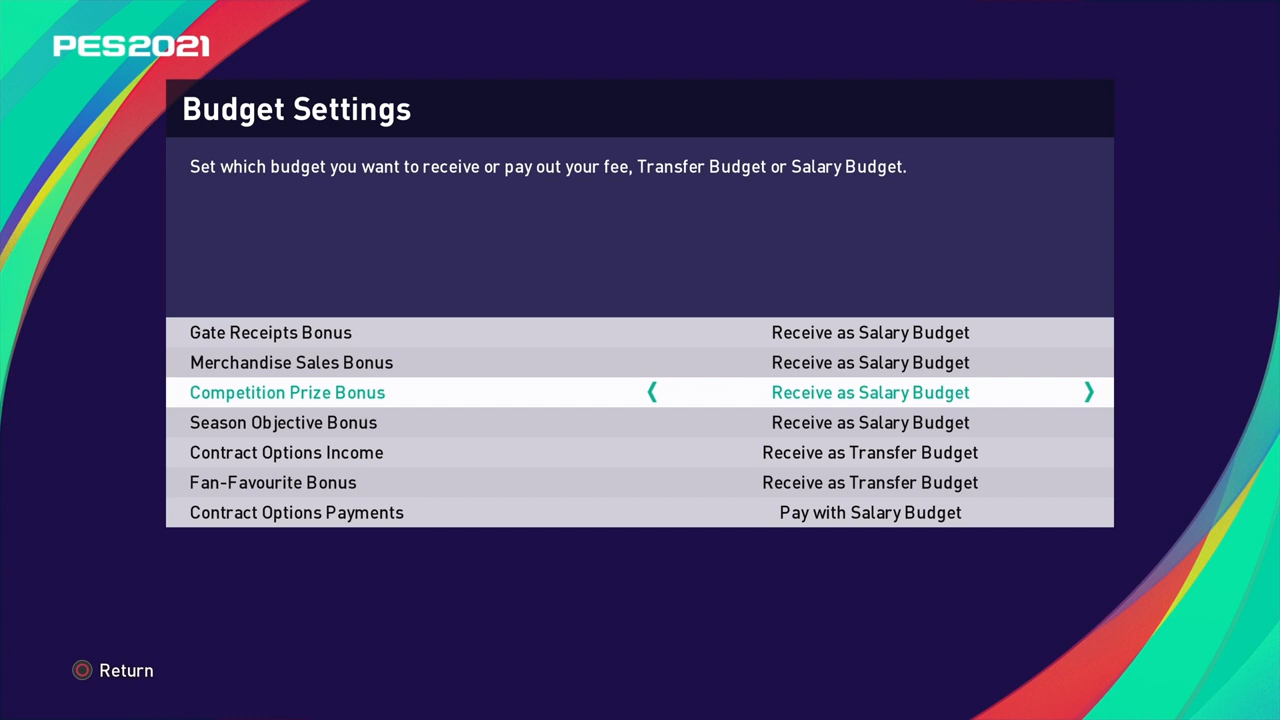 PES2021
Budget Settings
Set which budget you want to receive or pay out your fee, Transfer Budget or Salary Budget.
Gate Receipts Bonus Receive as Salary Budget
Merchandise Sales Bonus Receive as Salary Budget
Competition Prize Bonus Receive as Salary Budget
Season Objective Bonus Receive as Salary Budget
Contract Options Income Receive as Transfer Budget
Fan-Favourite Bonus Receive as Transfer Budget
Contract Options Payments Pay with Salary Budget
Return